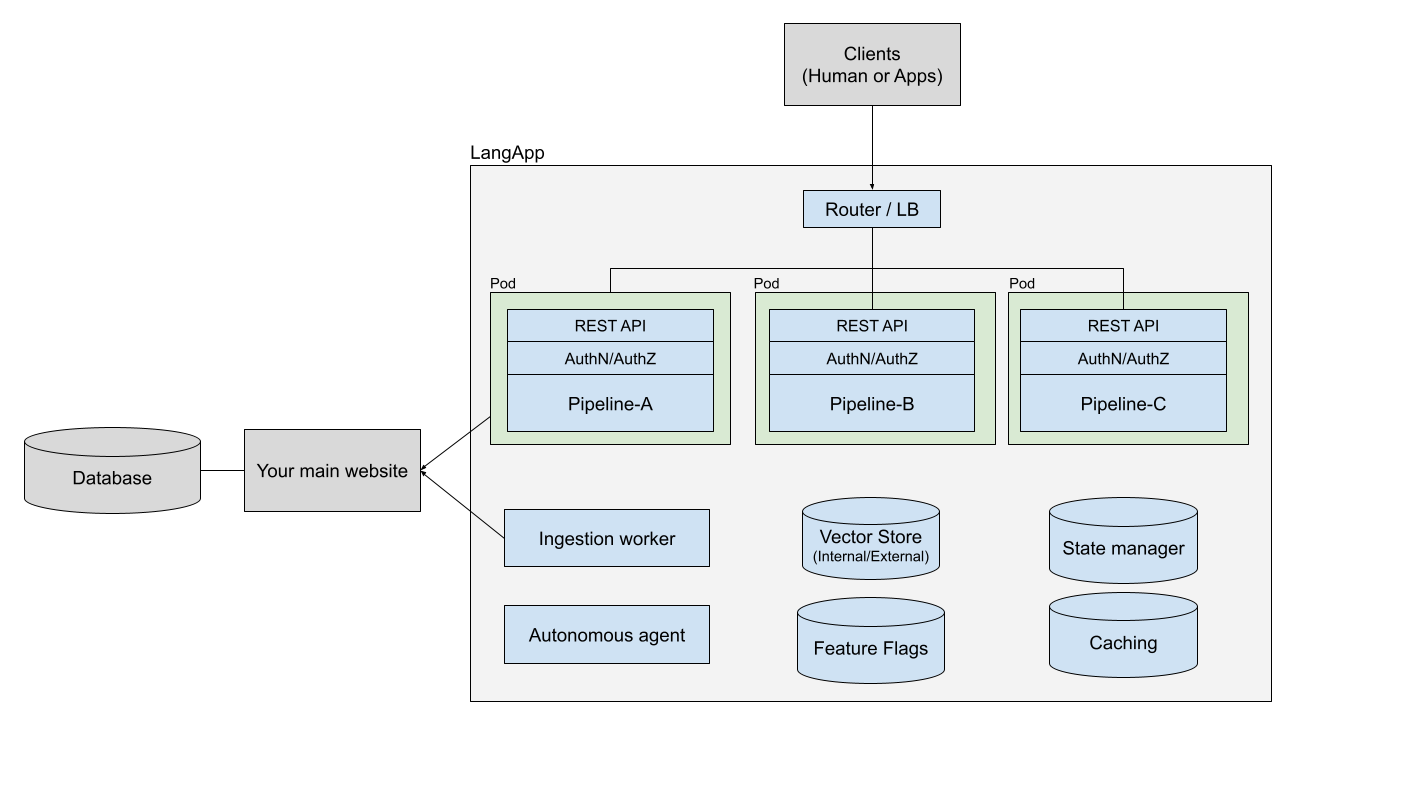 Clients
(Human or Apps)
LangApp
Router / LB
Pod
Pod
Pod
REST API
REST API
REST API
AuthN/AuthZ
AuthN/AuthZ
AuthN/AuthZ
Pipeline-A
Pipeline-B
Pipeline-C
Database
Your main website
Ingestion worker
Vector Store
(Internal/External)
State manager
Autonomous agent
Feature Flags
Caching